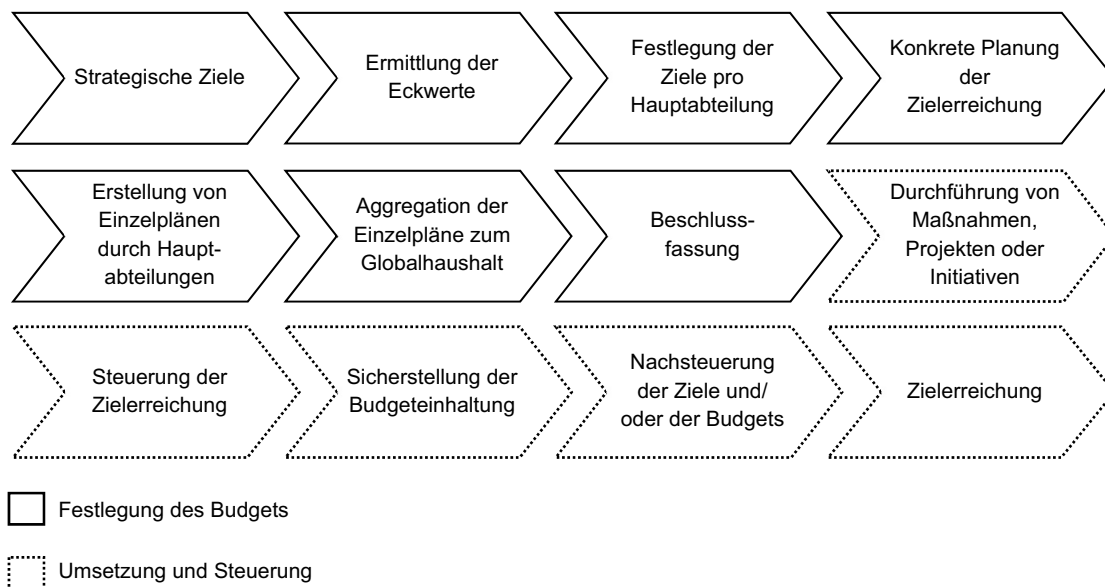 Strategische Ziele
Ermittlung der
Eckwerte
Festlegung der
Ziele pro
Hauptabteilung
Konkrete Planung
der
Zielerreichung
Erstellung von
Einzelplänen
durch Haupt-
abteilungen
Aggregation der
Einzelpläne zum
Globalhaushalt
Beschluss-
fassung
Durchführung von
Maßnahmen,
Projekten oder
Initiativen
Steuerung der
Zielerreichung
Sicherstellung der
Budgeteinhaltung
Nachsteuerung
der Ziele und/
oder der Budgets
Zielerreichung
Festlegung des Budgets
Umsetzung und Steuerung